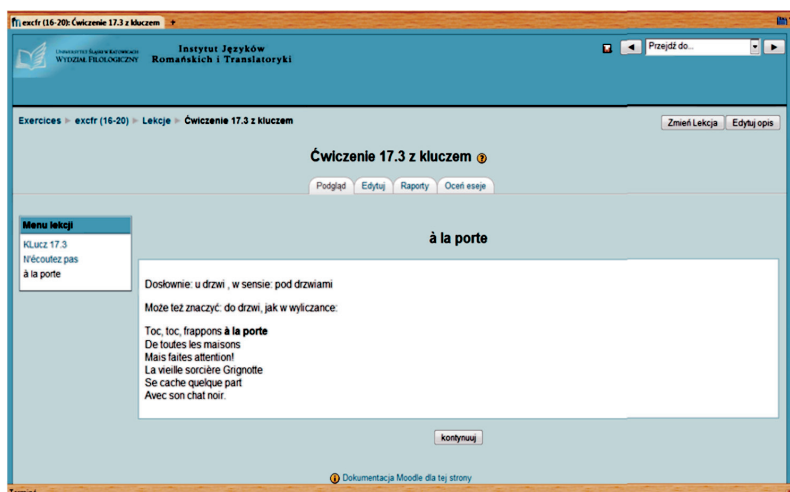 excfr (16-20): Ćwiczenie 17.3 z kluczem
Uniwersytet Śląski w Katowicach
Wydział Filologiczny
Instytut Języków
Romańskich i Translatoryki
Przejdź do...
Exercices ► excfr (16-20) ► Lekcje ► Ćwiczenie 17.3 z kluczem
Zmień Lekcja
Edytuj opis
Ćwiczenie 17.3 z kluczem
Podgląd
Edytuj
Raporty
Oceń eseje
Menu lekcji
KLucz 17.3
N'écoutez pas
à la porte
à la porte
Dosłownie: u drzwi , w sensie: pod drzwiami
Może też znaczyć: do drzwi, jak w wyliczance:
Toc, toc, frappons à la porte
De toutes les maisons
Mais faites attention!
La vieille sorcière Grignotte
Se cache quelque part
Avec son chat noir.
kontynuuj
Dokumentacja Moodle dla tej strony